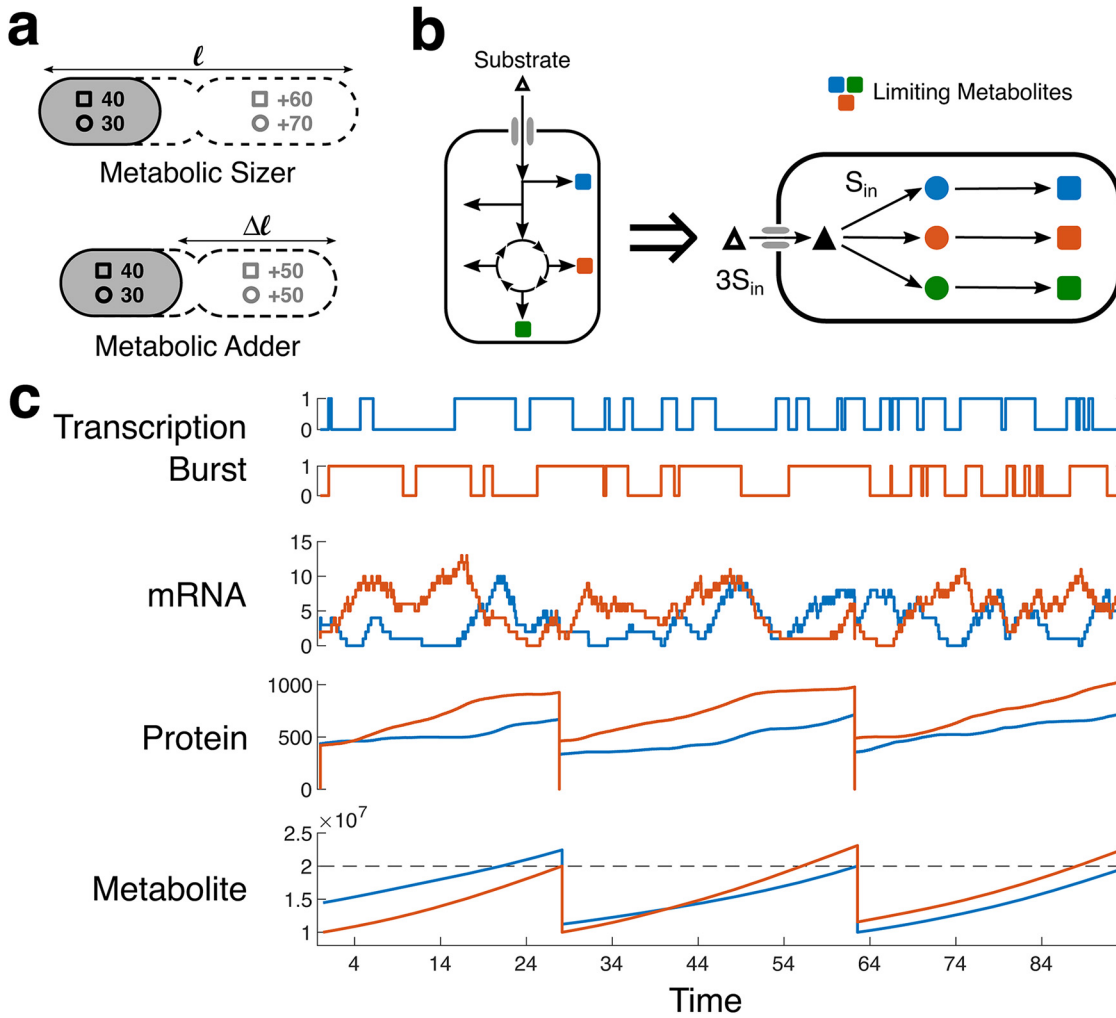 a
ℓ
40 +60
30 +70
Metabolic Sizer
Δℓ
40 +50
30 +50
Metabolic Adder
b
Substrate
Limiting Metabolites
S_in
3S_in
c
Transcription
Burst
1
0
1
0
mRNA
15
10
5
0
Protein
1000
500
0
Metabolite
×10^7
2.5
2
1.5
1
4 14 24 34 44 54 64 74 84
Time